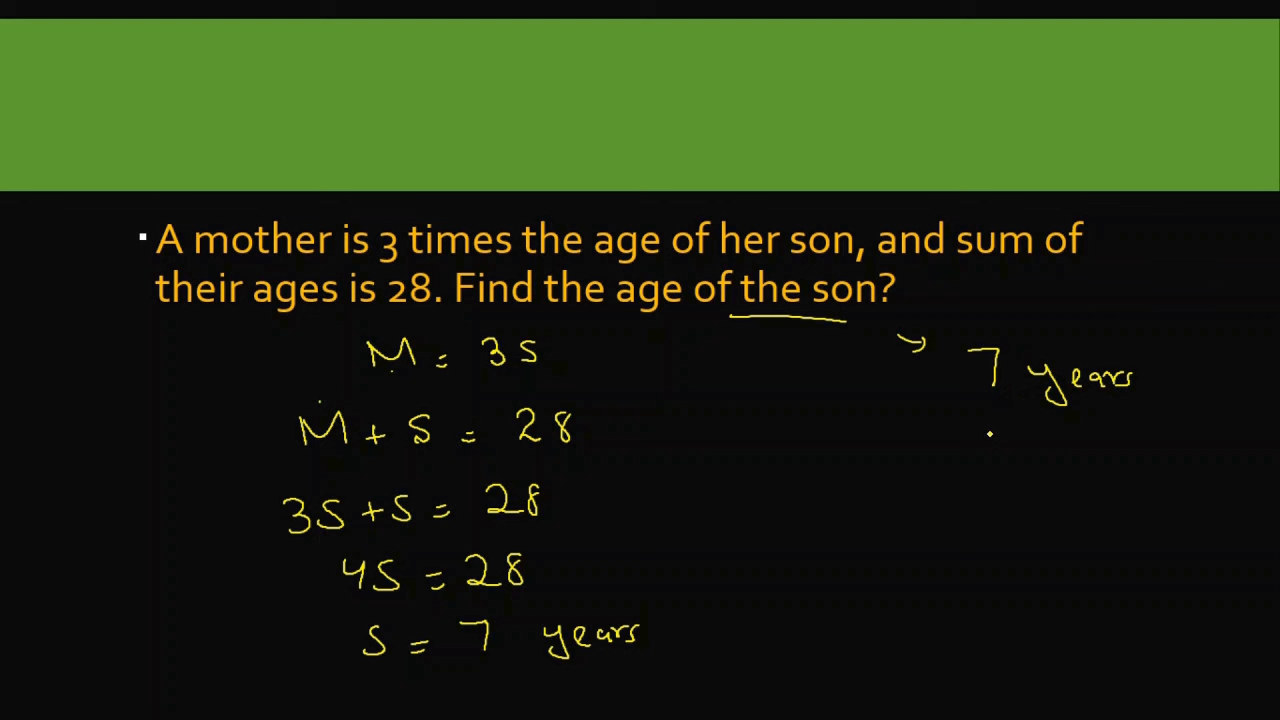 A mother is 3 times the age of her son, and sum of
their ages is 28. Find the age of the son?
M = 3S
→ 7 years
M + S = 28
3S + S = 28
4S = 28
S = 7 years